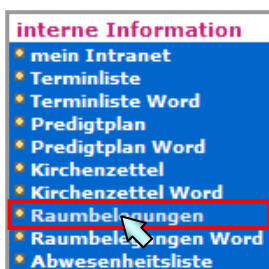 interne Information
mein Intranet
Terminliste
Terminliste Word
Predigtplan
Predigtplan Word
Kirchenzettel
Kirchenzettel Word
Raumbelegungen
Raumbelegungen Word
Abwesenheitsliste